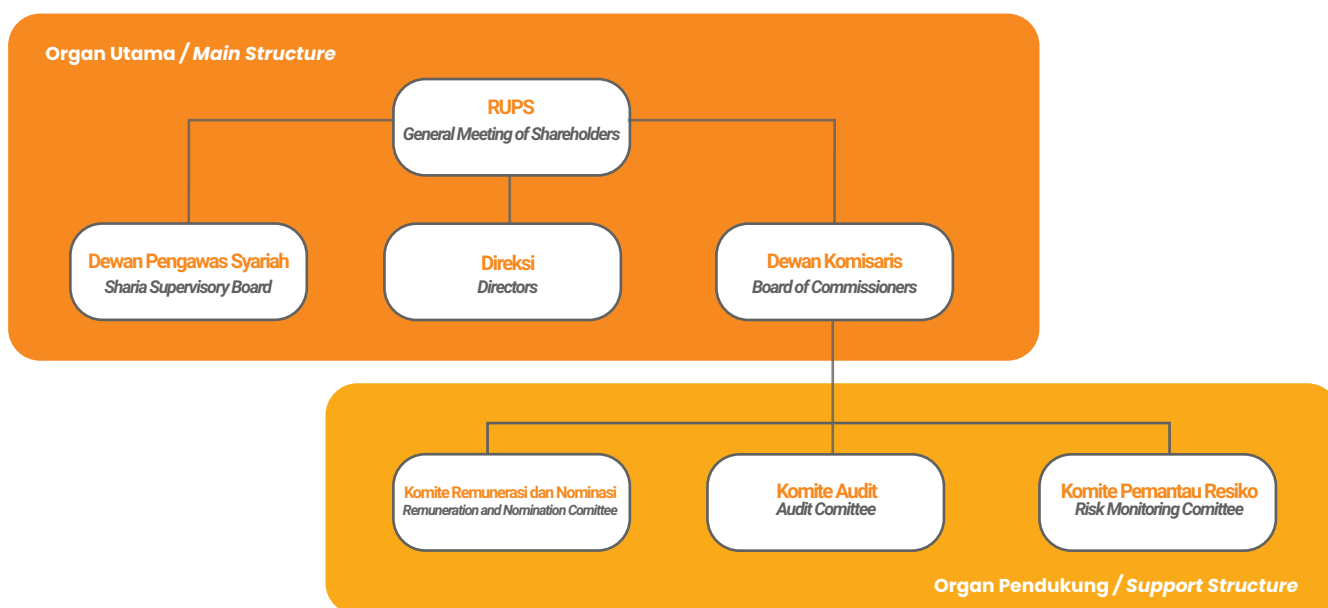 Organ Utama / Main Structure
RUPS
General Meeting of Shareholders
Dewan Pengawas Syariah
Sharia Supervisory Board
Direksi
Directors
Dewan Komisaris
Board of Commissioners
Komite Remunerasi dan Nominasi
Remuneration and Nomination Comittee
Komite Audit
Audit Comittee
Komite Pemantau Resiko
Risk Monitoring Comittee
Organ Pendukung / Support Structure